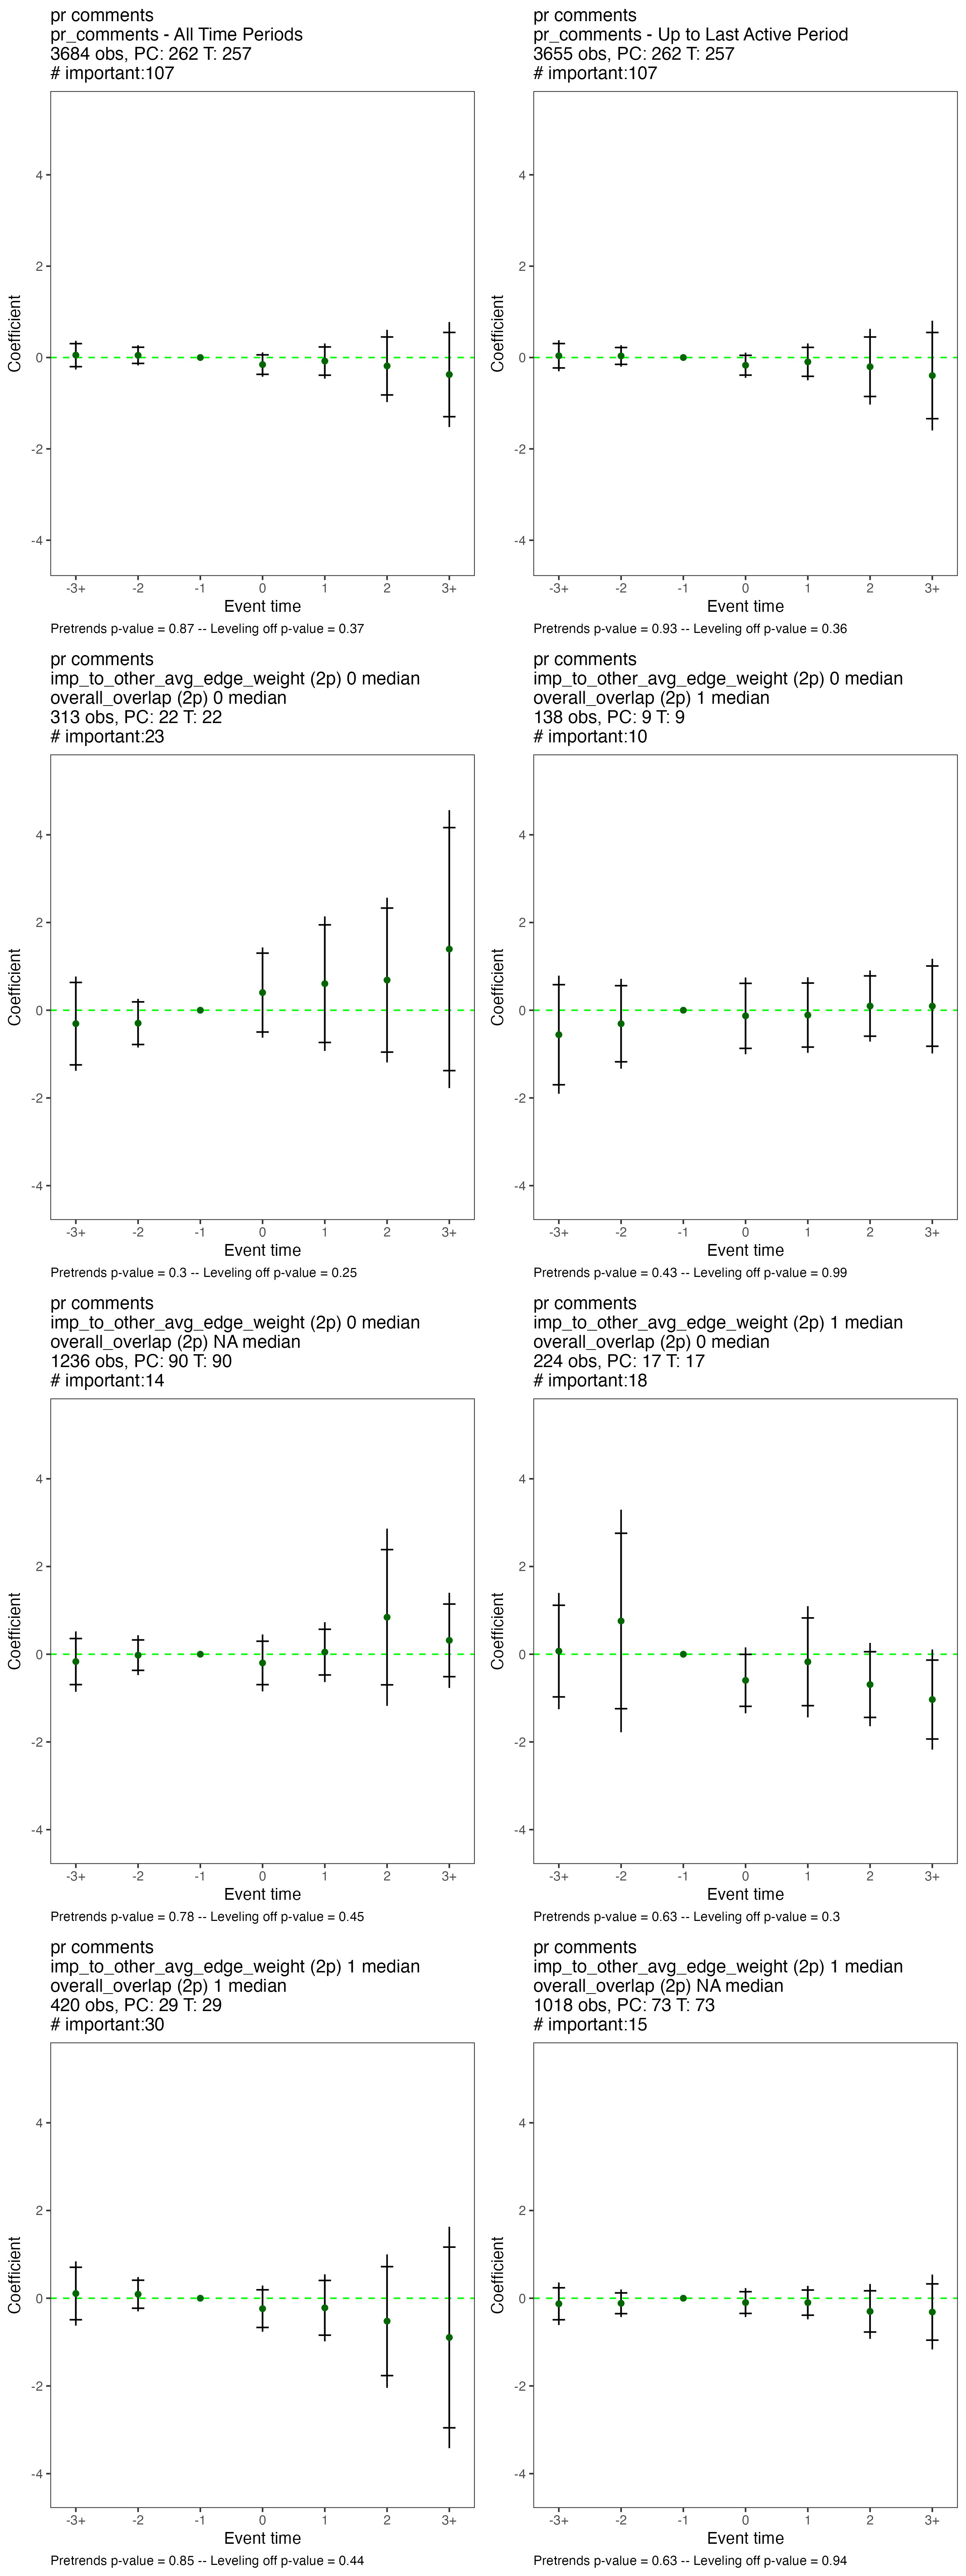 pr comments
pr_comments - All Time Periods
3684 obs, PC: 262 T: 257
# important:107
Coefficient
4
2
0
-2
-4
-3+ -2 -1 0 1 2 3+
Event time
Pretrends p-value = 0.87 -- Leveling off p-value = 0.37
pr comments
pr_comments - Up to Last Active Period
3655 obs, PC: 262 T: 257
# important:107
Coefficient
4
2
0
-2
-4
-3+ -2 -1 0 1 2 3+
Event time
Pretrends p-value = 0.93 -- Leveling off p-value = 0.36
pr comments
imp_to_other_avg_edge_weight (2p) 0 median
overall_overlap (2p) 0 median
313 obs, PC: 22 T: 22
# important:23
Coefficient
4
2
0
-2
-4
-3+ -2 -1 0 1 2 3+
Event time
Pretrends p-value = 0.3 -- Leveling off p-value = 0.25
pr comments
imp_to_other_avg_edge_weight (2p) 0 median
overall_overlap (2p) 1 median
138 obs, PC: 9 T: 9
# important:10
Coefficient
4
2
0
-2
-4
-3+ -2 -1 0 1 2 3+
Event time
Pretrends p-value = 0.43 -- Leveling off p-value = 0.99
pr comments
imp_to_other_avg_edge_weight (2p) 0 median
overall_overlap (2p) NA median
1236 obs, PC: 90 T: 90
# important:14
Coefficient
4
2
0
-2
-4
-3+ -2 -1 0 1 2 3+
Event time
Pretrends p-value = 0.78 -- Leveling off p-value = 0.45
pr comments
imp_to_other_avg_edge_weight (2p) 1 median
overall_overlap (2p) 0 median
224 obs, PC: 17 T: 17
# important:18
Coefficient
4
2
0
-2
-4
-3+ -2 -1 0 1 2 3+
Event time
Pretrends p-value = 0.63 -- Leveling off p-value = 0.3
pr comments
imp_to_other_avg_edge_weight (2p) 1 median
overall_overlap (2p) 1 median
420 obs, PC: 29 T: 29
# important:30
Coefficient
4
2
0
-2
-4
-3+ -2 -1 0 1 2 3+
Event time
Pretrends p-value = 0.85 -- Leveling off p-value = 0.44
pr comments
imp_to_other_avg_edge_weight (2p) 1 median
overall_overlap (2p) NA median
1018 obs, PC: 73 T: 73
# important:15
Coefficient
4
2
0
-2
-4
-3+ -2 -1 0 1 2 3+
Event time
Pretrends p-value = 0.63 -- Leveling off p-value = 0.94